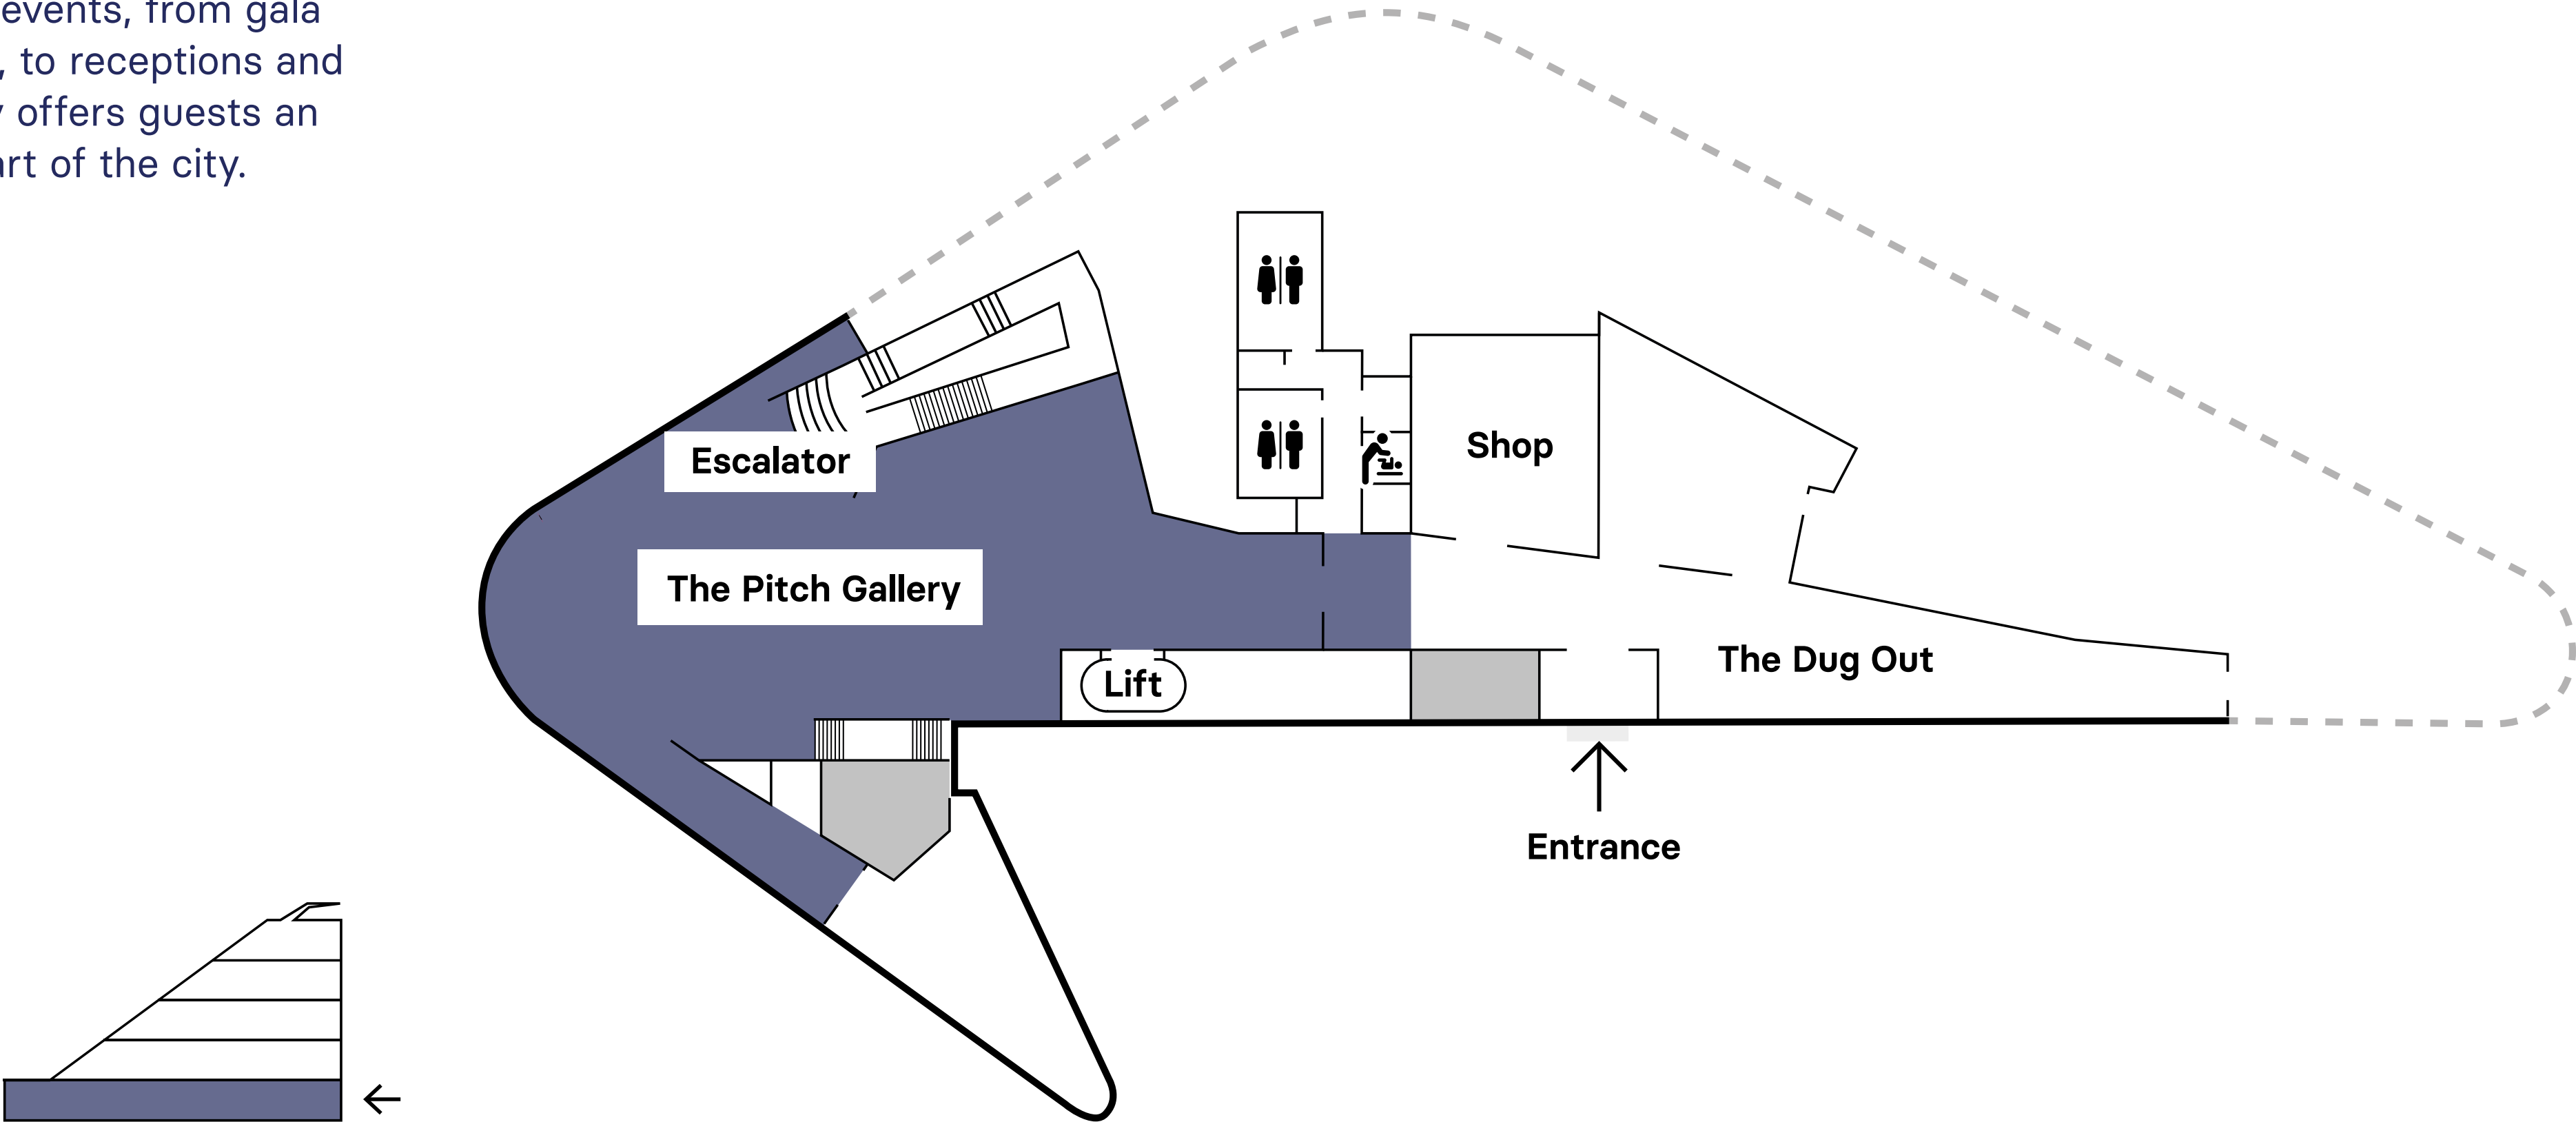 events, from gala
, to receptions and
offers guests an
art of the city.
Shop
Escalator
The Pitch Gallery
The Dug Out
Lift
Entrance